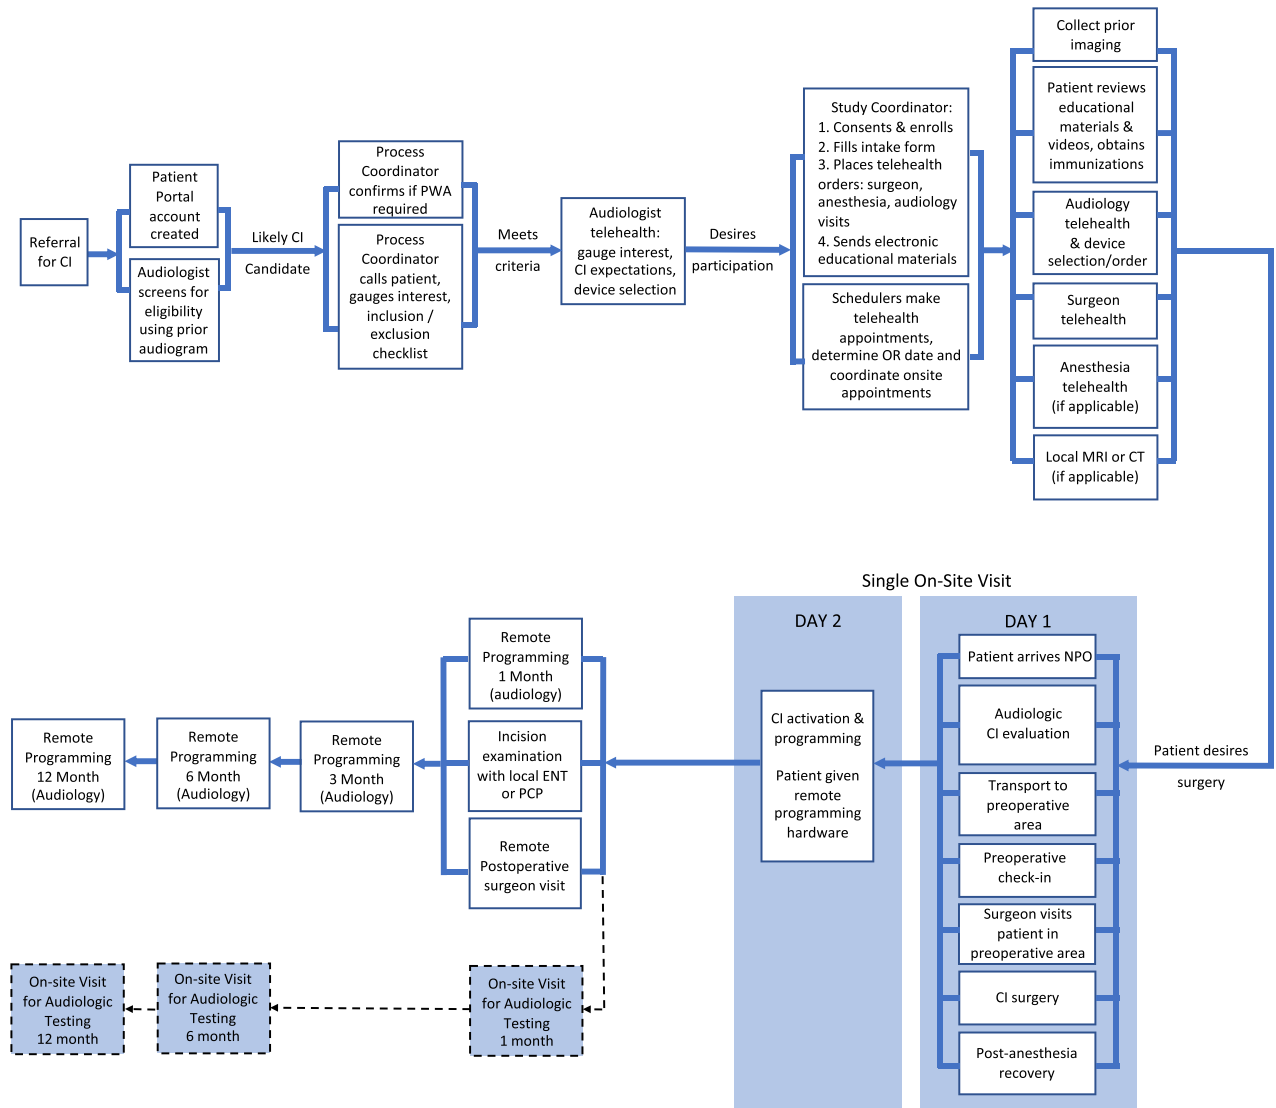 Referral
for CI
Patient
Portal
account
created
Audiologist
screens for
eligibility
using prior
audiogram
Likely CI
Candidate
Process
Coordinator
confirms if PWA
required
Process
Coordinator
calls patient,
gauges interest,
inclusion /
exclusion
checklist
Meets
criteria
Audiologist
telehealth:
gauge interest,
CI expectations,
device selection
Desires
participation
Study Coordinator:
1. Consents & enrolls
2. Fills intake form
3. Places telehealth
orders: surgeon,
anesthesia, audiology
visits
4. Sends electronic
educational materials
Schedulers make
telehealth
appointments,
determine OR date and
coordinate onsite
appointments
Collect prior
imaging
Patient reviews
educational
materials &
videos, obtains
immunizations
Audiology
telehealth
& device
selection/order
Surgeon
telehealth
Anesthesia
telehealth
(if applicable)
Local MRI or CT
(if applicable)
Patient desires
surgery
Single On-Site Visit
DAY 1
Patient arrives NPO
Audiologic
CI evaluation
Transport to
preoperative
area
Preoperative
check-in
Surgeon visits
patient in
preoperative area
CI surgery
Post-anesthesia
recovery
DAY 2
CI activation &
programming
Patient given
remote
programming
hardware
Remote
Programming
1 Month
(audiology)
Incision
examination
with local ENT
or PCP
Remote
Postoperative
surgeon visit
Remote
Programming
3 Month
(Audiology)
Remote
Programming
6 Month
(Audiology)
Remote
Programming
12 Month
(Audiology)
On-site Visit
for Audiologic
Testing
1 month
On-site Visit
for Audiologic
Testing
6 month
On-site Visit
for Audiologic
Testing
12 month